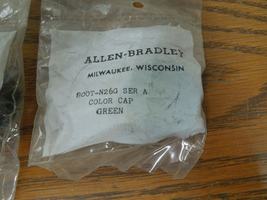 ALLEN-BRADLEY
MILWAUKEE, WISCONSIN
800T-N26G SER A
COLOR CAP
GREEN